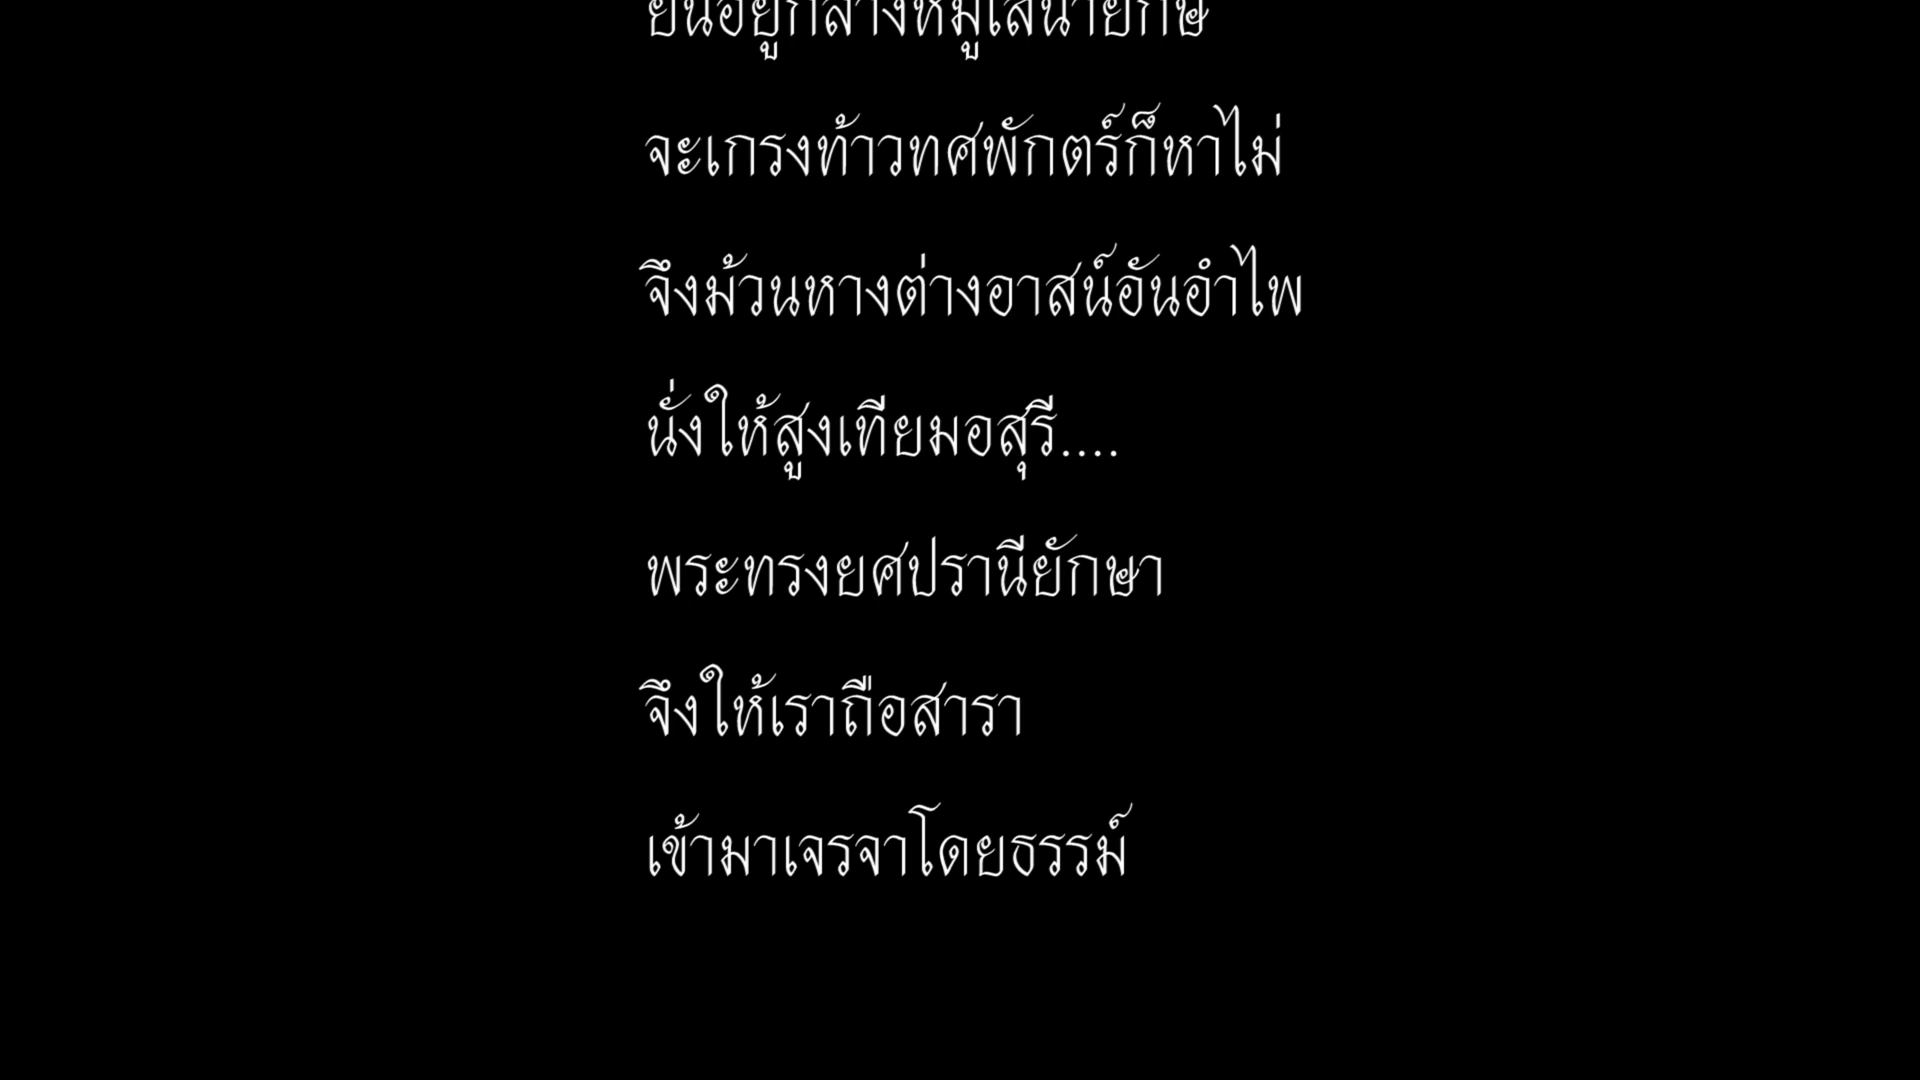 ยืนอยู่กลางหมู่เสนายักษ์
จะเกรงท้าวทศพักตร์ก็หาไม่
จึงม้วนหางต่างอาสน์อันอำไพ
นั่งให้สูงเทียมอสุรี....
พระทรงยศปรานียักษา
จึงให้เราถือสารา
เข้ามาเจรจาโดยธรรม์